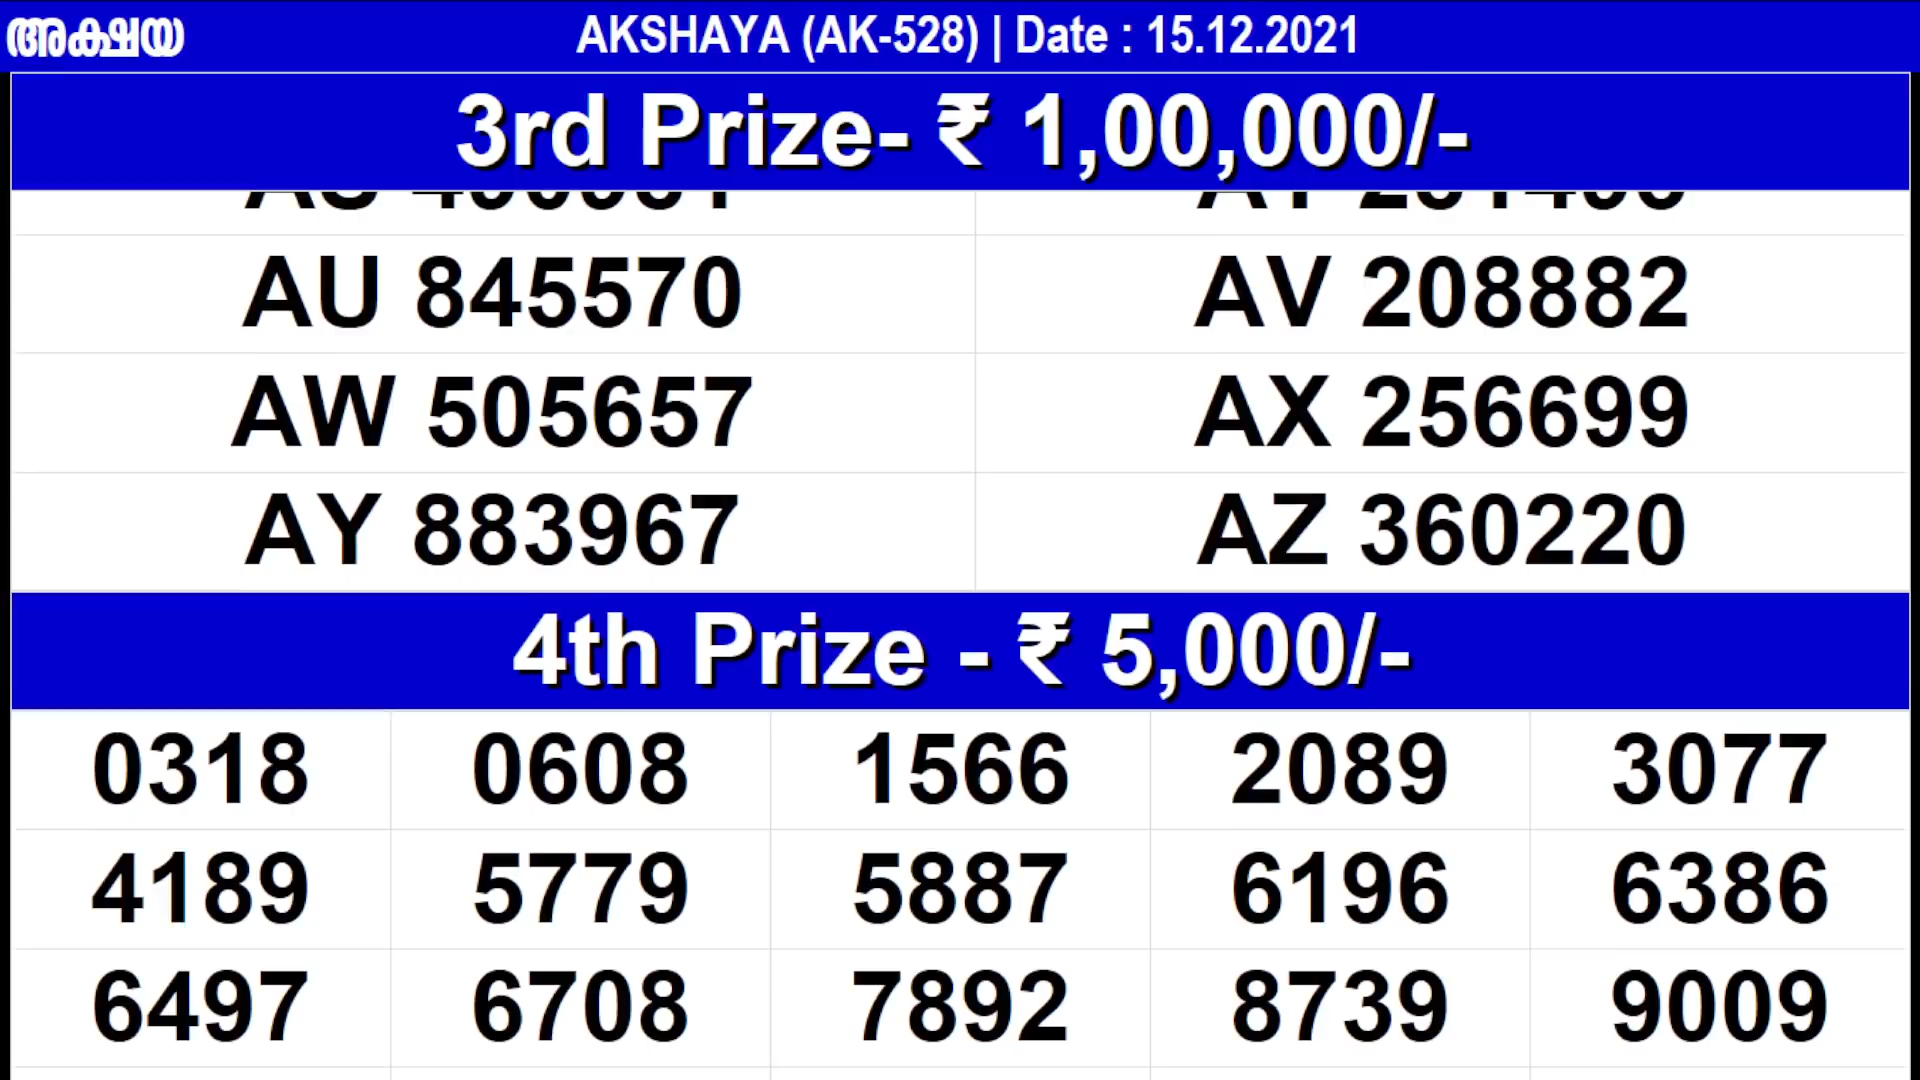 അക്ഷയ AKSHAYA (AK-528) | Date : 15.12.2021
3rd Prize- ₹ 1,00,000/-
AU 845570 AV 208882
AW 505657 AX 256699
AY 883967 AZ 360220
4th Prize - ₹ 5,000/-
0318 0608 1566 2089 3077
4189 5779 5887 6196 6386
6497 6708 7892 8739 9009